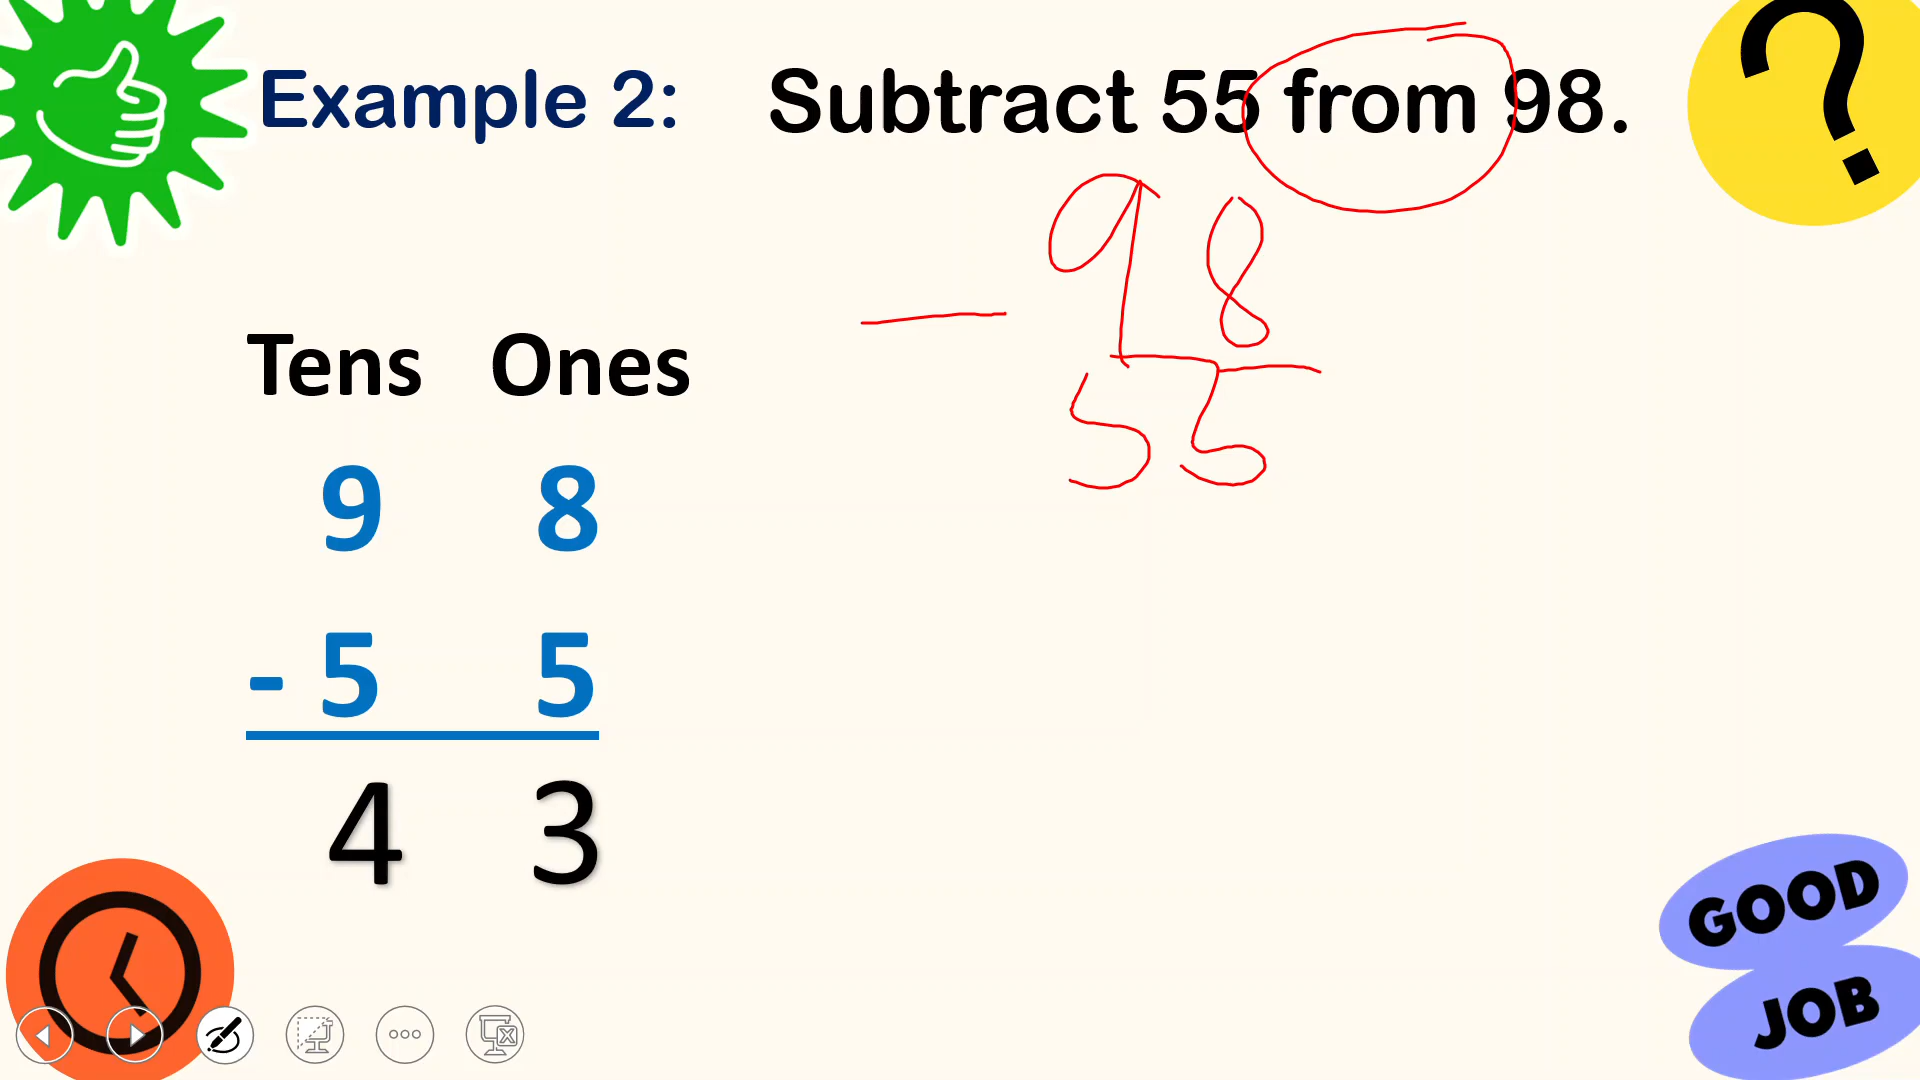 Example 2: Subtract 55 from 98.
98
- 55
Tens Ones
9 8
- 5 5
4 3
GOOD
JOB